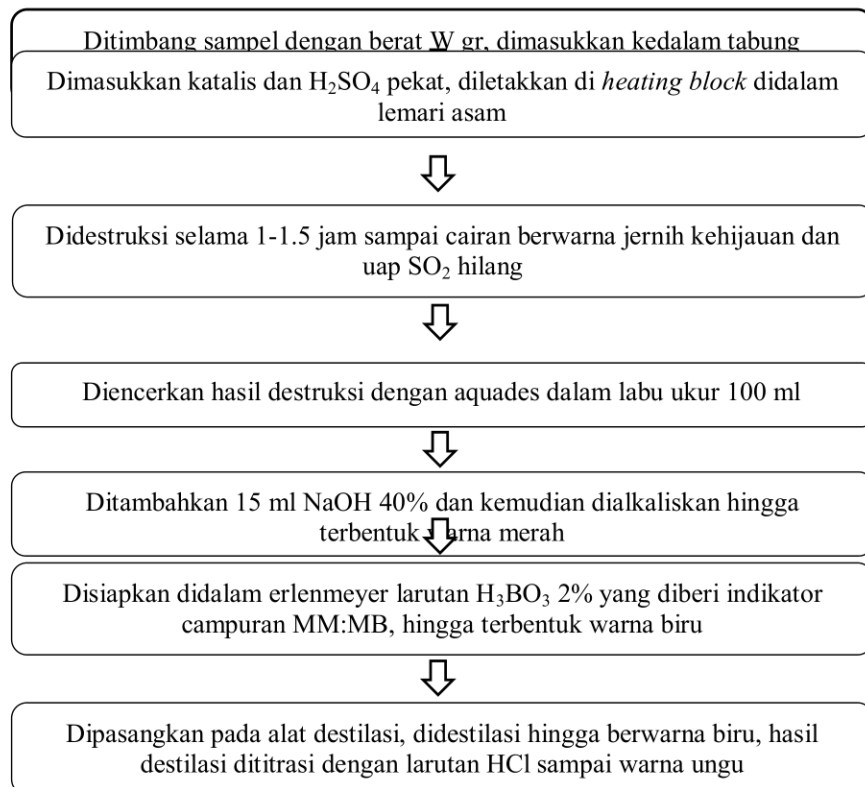 Ditimbang sampel dengan berat W gr, dimasukkan kedalam tabung
Dimasukkan katalis dan H₂SO₄ pekat, diletakkan di heating block didalam
lemari asam
Didestruksi selama 1-1.5 jam sampai cairan berwarna jernih kehijauan dan
uap SO₂ hilang
Diencerkan hasil destruksi dengan aquades dalam labu ukur 100 ml
Ditambahkan 15 ml NaOH 40% dan kemudian dialkaliskan hingga
terbentuk warna merah
Disiapkan didalam erlenmeyer larutan H₃BO₃ 2% yang diberi indikator
campuran MM:MB, hingga terbentuk warna biru
Dipasangkan pada alat destilasi, didestilasi hingga berwarna biru, hasil
destilasi dititrasi dengan larutan HCl sampai warna ungu